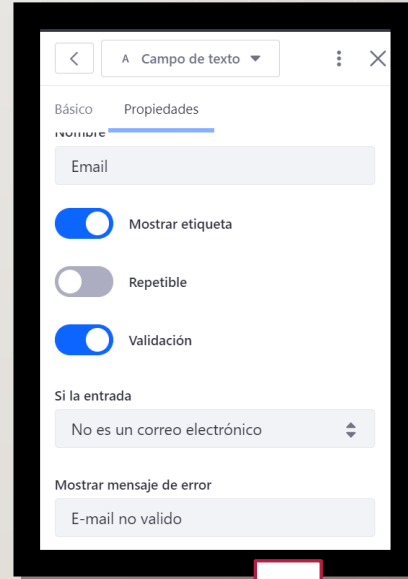 A Campo de texto
Básico Propiedades
Nombre
Email
Mostrar etiqueta
Repetible
Validación
Si la entrada
No es un correo electrónico
Mostrar mensaje de error
E-mail no valido